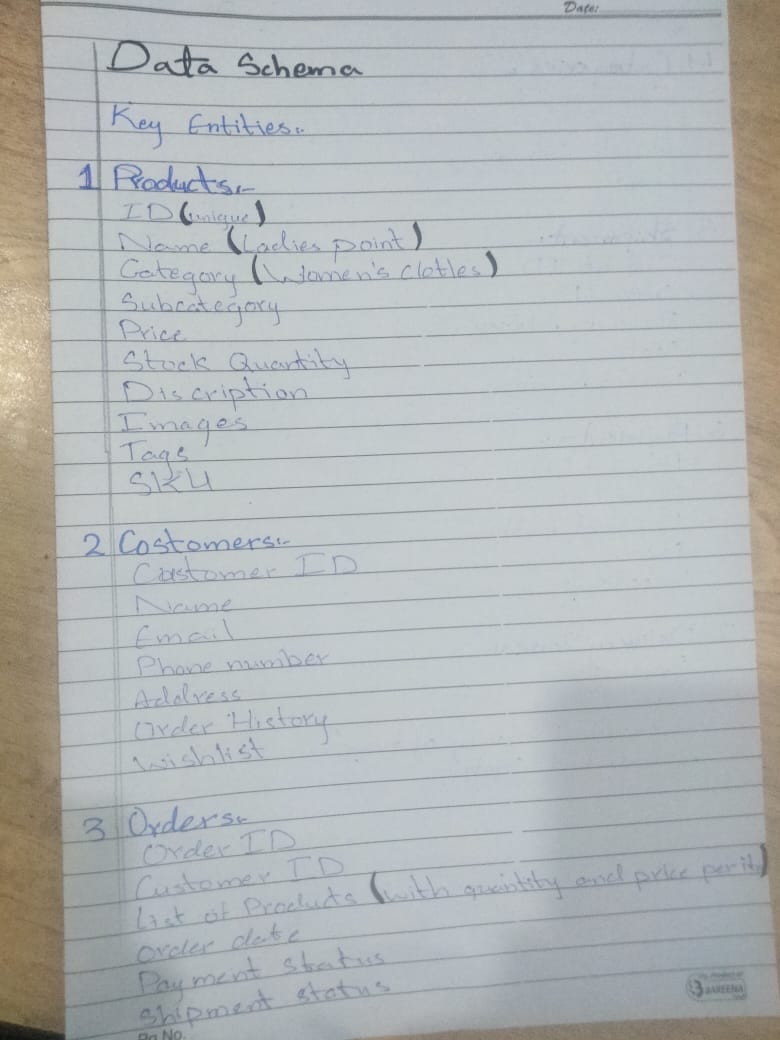 Date:
Data Schema
Key Entities:-
1 Products:-
ID (unique)
Name (Ladies point)
Category (Women's clotles)
Subcategory
Price
Stock Quantity
Discription
Images
Tags
SKU
2 Costomers:-
Customer ID
Name
Email
Phone number
Address
Order History
Wishlist
3 Orders:-
Order ID
Customer ID
List of Products (with quantity and price per it)
Order date
Payment status
Shipment status
SAREENA
Pg No.